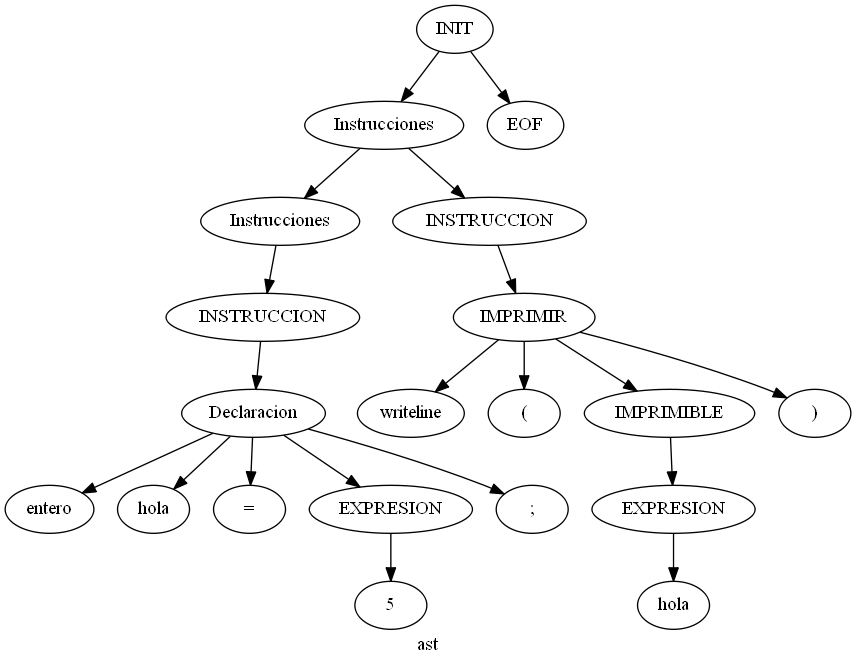 INIT
Instrucciones
EOF
Instrucciones
INSTRUCCION
INSTRUCCION
IMPRIMIR
Declaracion
writeline
(
IMPRIMIBLE
)
entero
hola
=
EXPRESION
;
EXPRESION
5
hola
ast